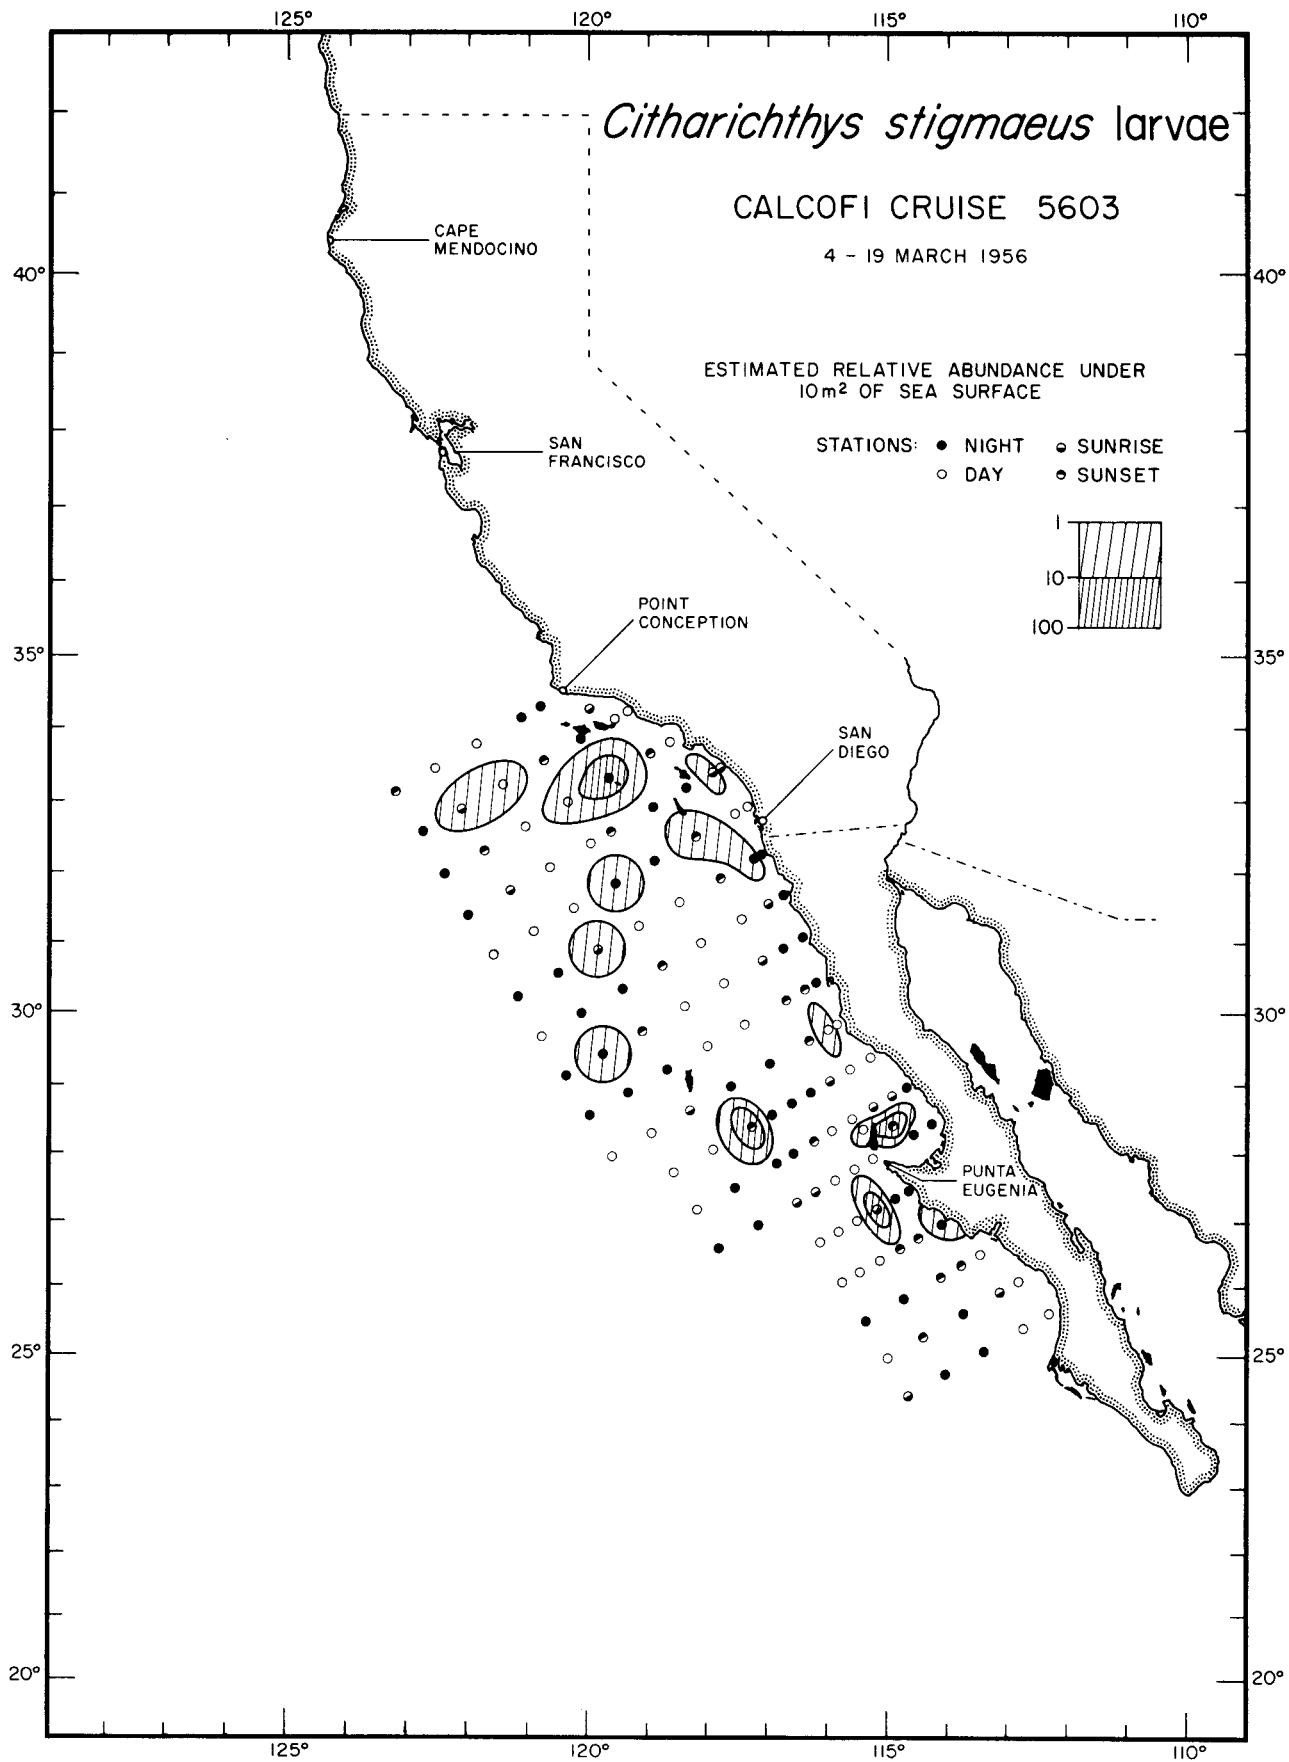 125° 120° 115° 110°
Citharichthys stigmaeus larvae
CALCOFI CRUISE 5603
CAPE
MENDOCINO
4 – 19 MARCH 1956
40° 40°
ESTIMATED RELATIVE ABUNDANCE UNDER
10m² OF SEA SURFACE
STATIONS: ● NIGHT ◒ SUNRISE
○ DAY ◓ SUNSET
SAN
FRANCISCO
1
10
100
POINT
CONCEPTION
35° 35°
SAN
DIEGO
30° 30°
PUNTA
EUGENIA
25° 25°
20° 20°
125° 120° 115° 110°